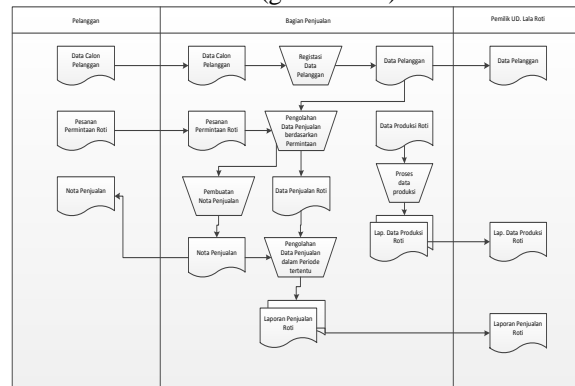 Pelanggan
Bagian Penjualan
Pemilik UD. Lala Roti
Data Calon
Pelanggan
Data Calon
Pelanggan
Registasi
Data
Pelanggan
Data Pelanggan
Data Pelanggan
Pesanan
Permintaan Roti
Pesanan
Permintaan Roti
Pengolahan
Data Penjualan
berdasarkan
Permintaan
Data Produksi Roti
Nota Penjualan
Pembuatan
Nota Penjualan
Data Penjualan Roti
Proses
data
produksi
Nota Penjualan
Pengolahan
Data Penjualan
dalam Periode
tertentu
Lap. Data Produksi
Roti
Lap. Data Produksi
Roti
Laporan Penjualan
Roti
Laporan Penjualan
Roti